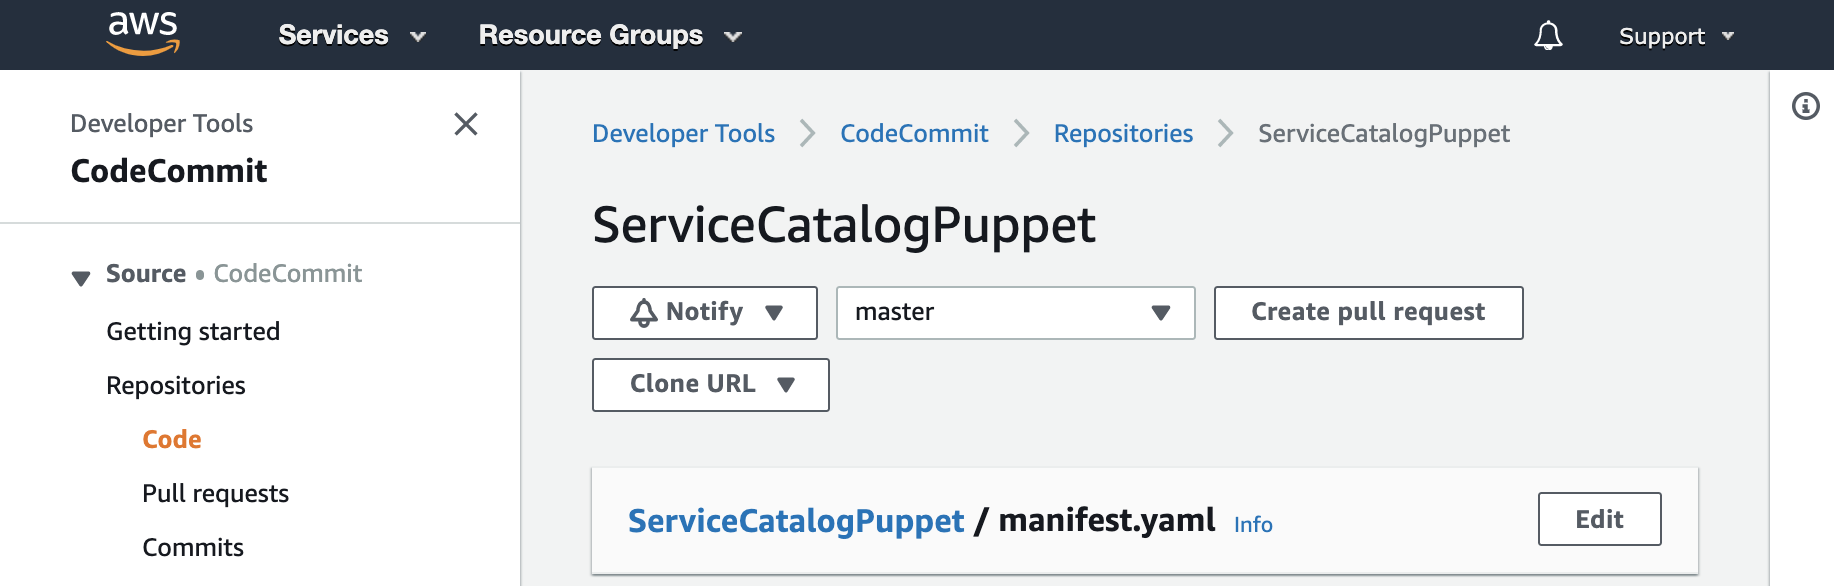 aws Services Resource Groups Support
Developer Tools
CodeCommit
Source • CodeCommit
Getting started
Repositories
Code
Pull requests
Commits
Developer Tools > CodeCommit > Repositories > ServiceCatalogPuppet
ServiceCatalogPuppet
Notify master Create pull request
Clone URL
ServiceCatalogPuppet / manifest.yaml Info Edit